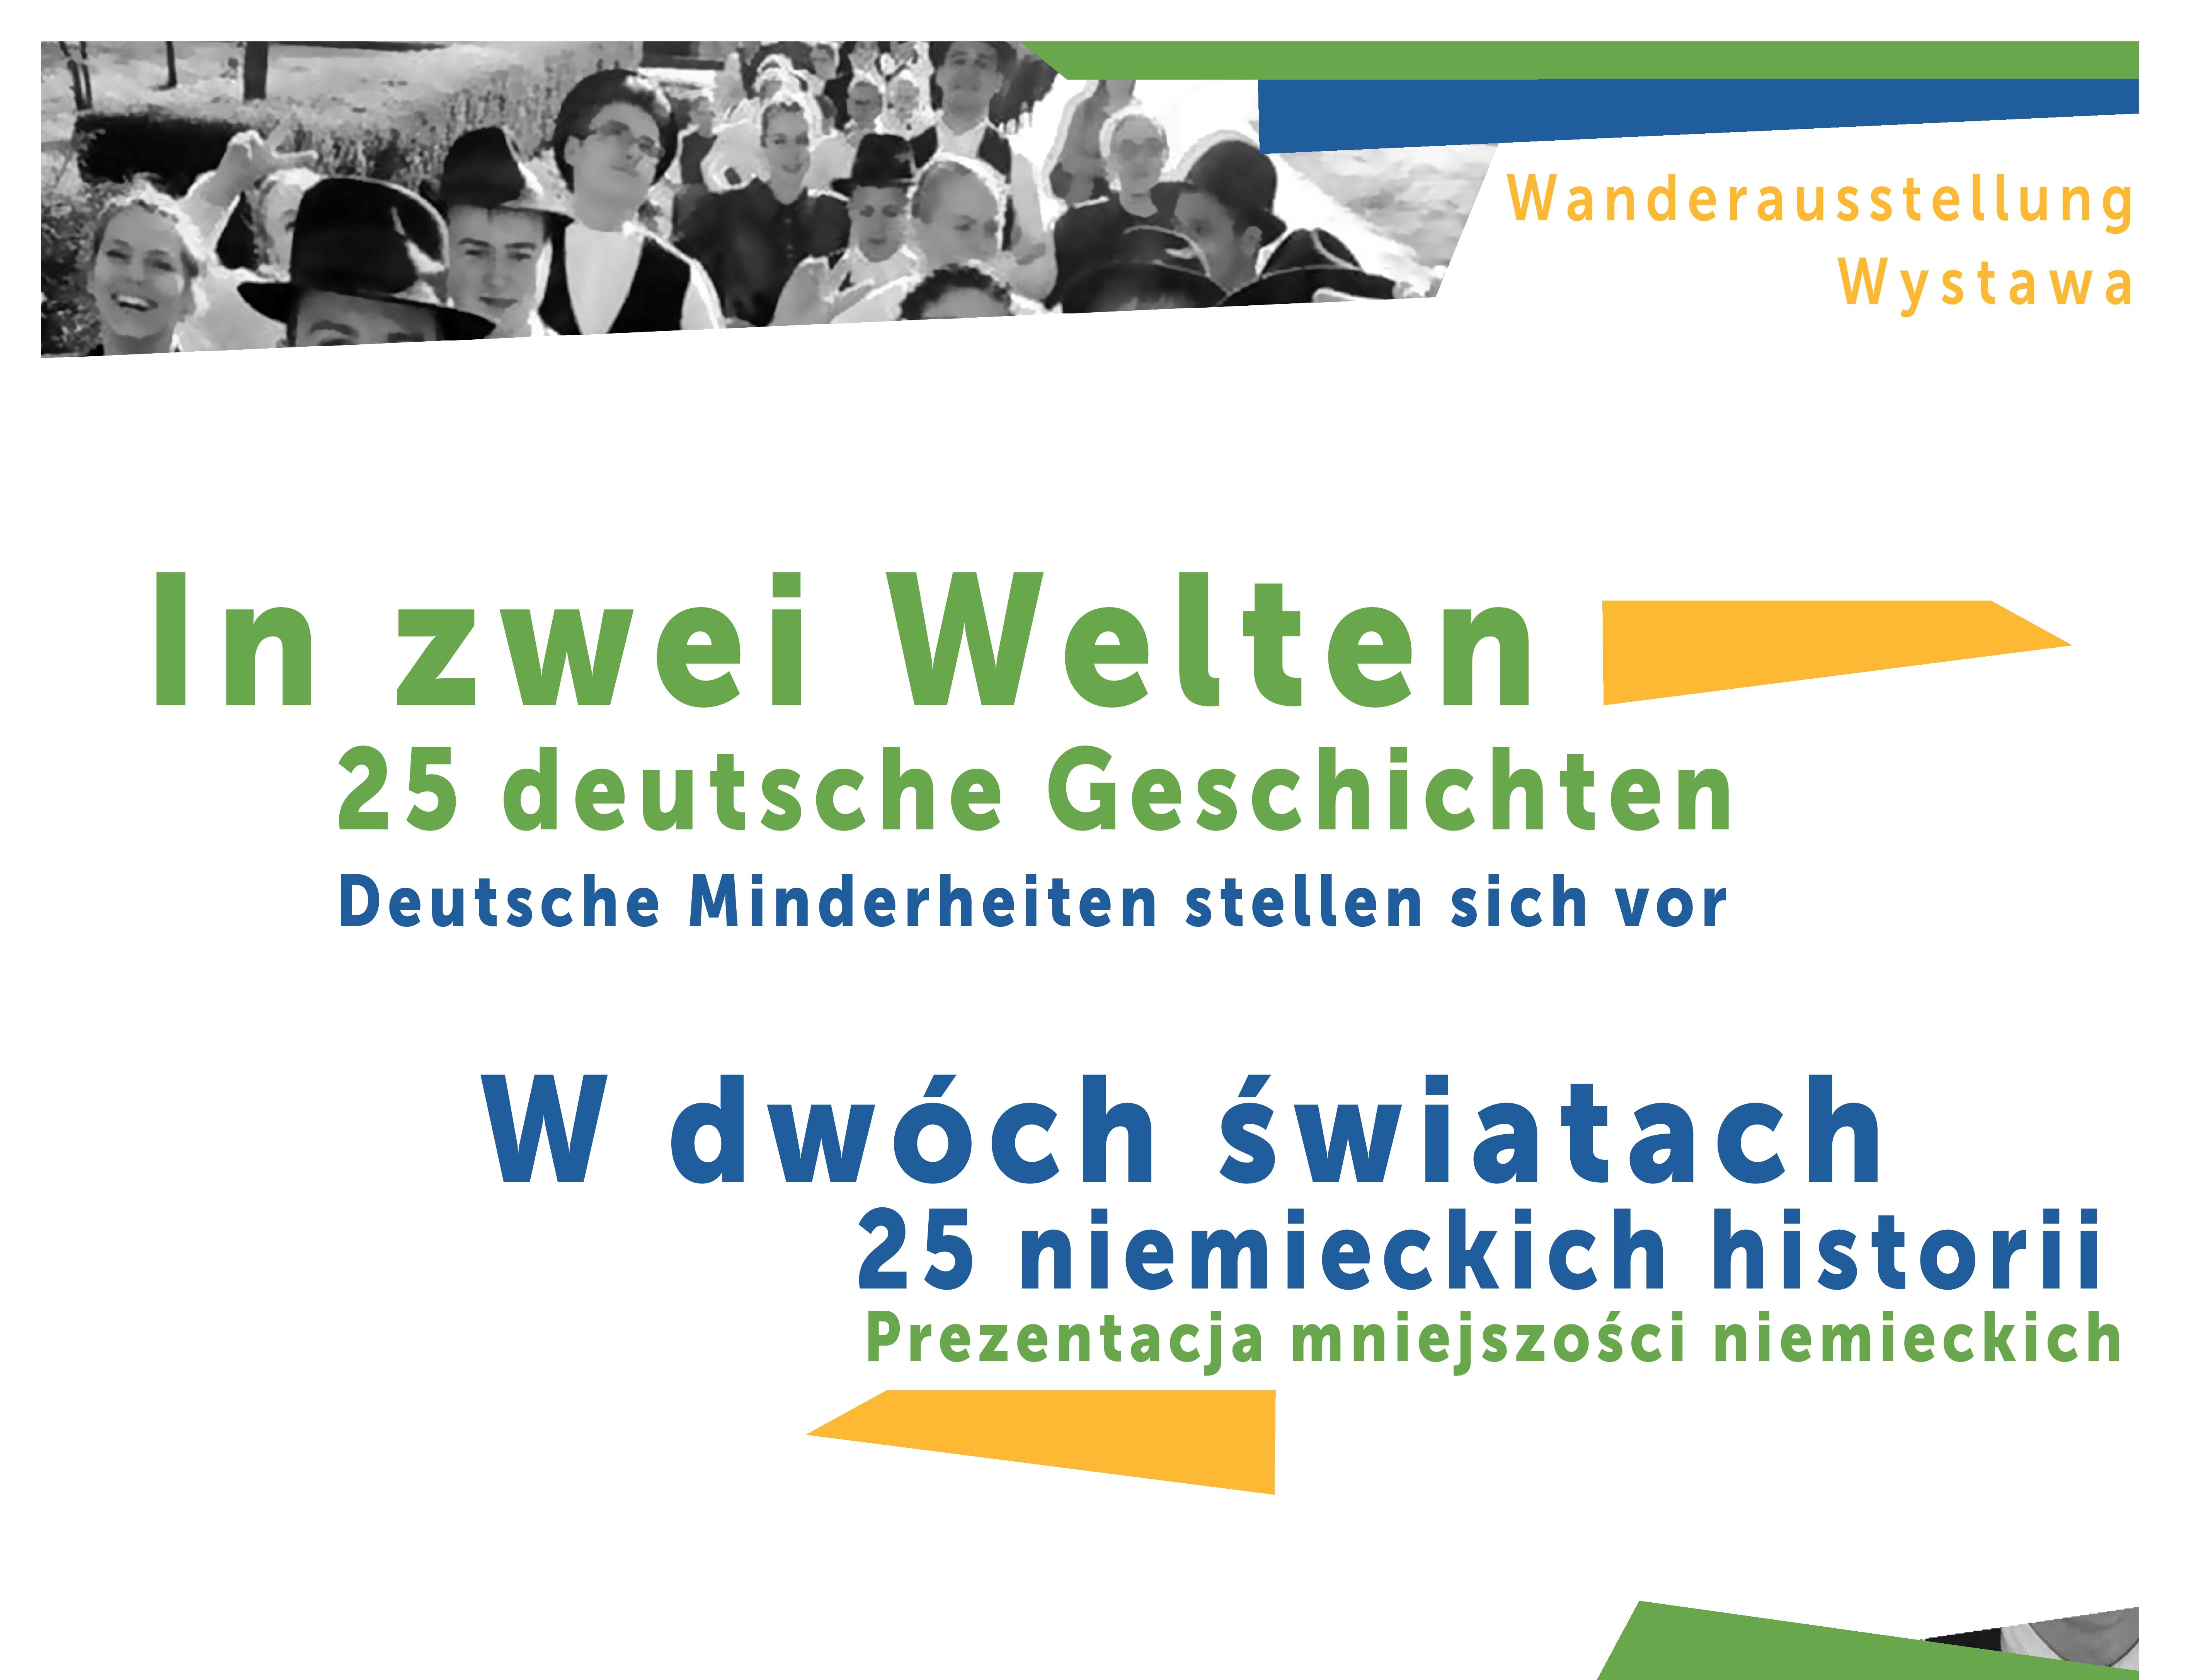 Wanderausstellung
Wystawa
In zwei Welten
25 deutsche Geschichten
Deutsche Minderheiten stellen sich vor
W dwóch światach
25 niemieckich historii
Prezentacja mniejszości niemieckich